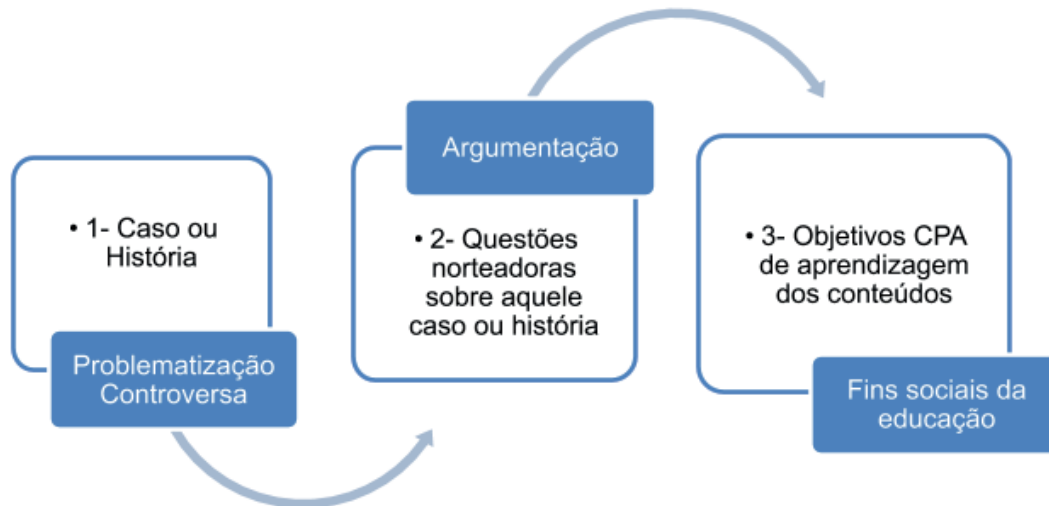 • 1- Caso ou
História
Problematização
Controversa
Argumentação
• 2- Questões
norteadoras
sobre aquele
caso ou história
• 3- Objetivos CPA
de aprendizagem
dos conteúdos
Fins sociais da
educação